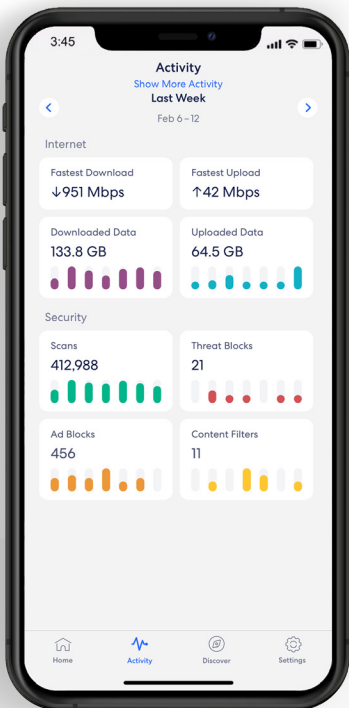 3:45
Activity
Show More Activity
Last Week
Feb 6–12
Internet
Fastest Download
↓951 Mbps
Fastest Upload
↑42 Mbps
Downloaded Data
133.8 GB
Uploaded Data
64.5 GB
Security
Scans
412,988
Threat Blocks
21
Ad Blocks
456
Content Filters
11
Home
Activity
Discover
Settings